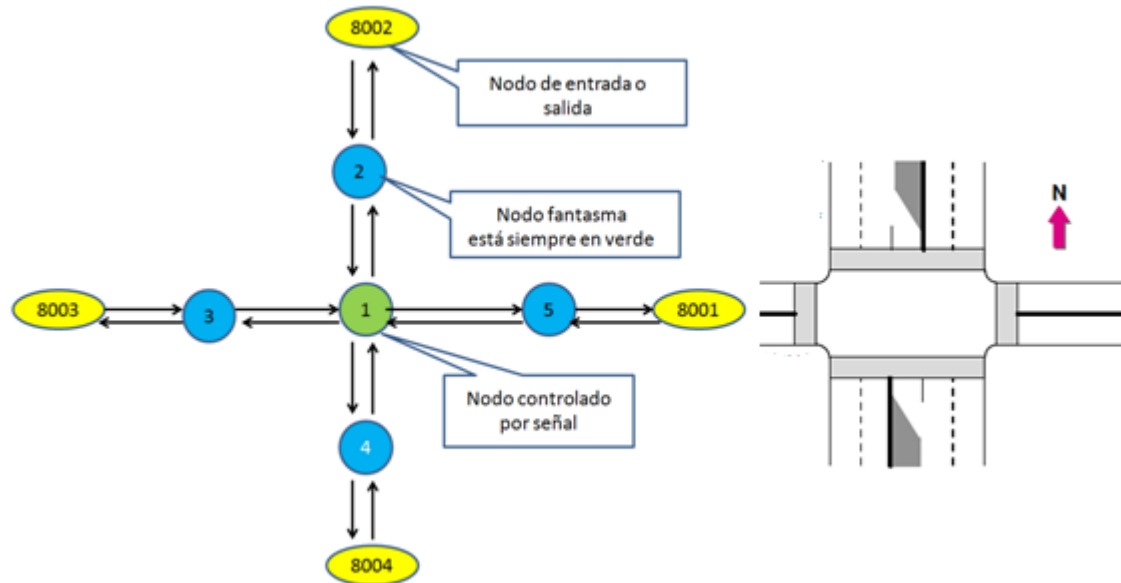 8002
Nodo de entrada o
salida
2
Nodo fantasma
está siempre en verde
N
8003
3
1
5
8001
Nodo controlado
por señal
4
8004